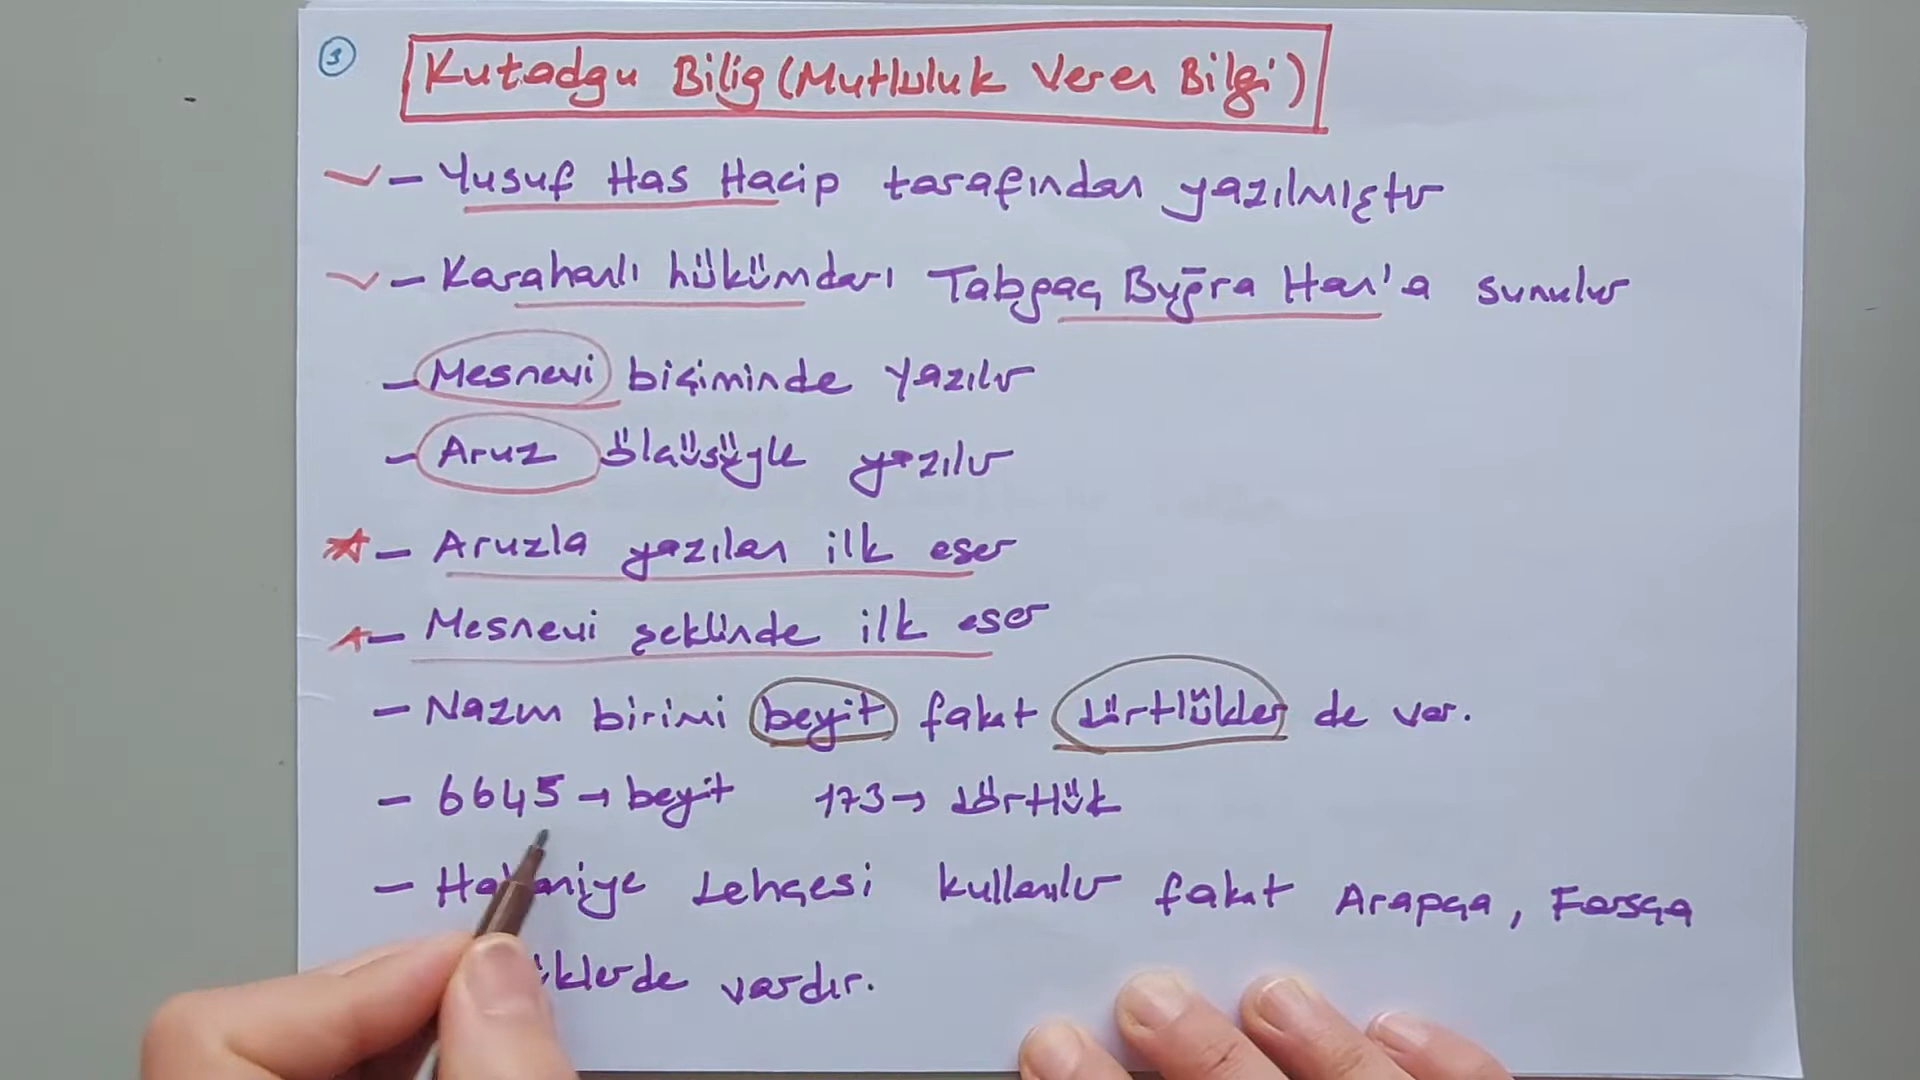 3
Kutadgu Bilig (Mutluluk Veren Bilgi)
- Yusuf Has Hacip tarafından yazılmıştır
- Karahanlı hükümdarı Tabgaç Buğra Han'a sunulur
- Mesnevi biçiminde yazılır
- Aruz ölçüsüyle yazılır
- Aruzla yazılan ilk eser
- Mesnevi şeklinde ilk eser
- Nazım birimi beyit fakat dörtlükler de var.
- 6645 → beyit 173 → dörtlük
- Lehçesi kullanılır fakat Arapça, Farsça
vardır.